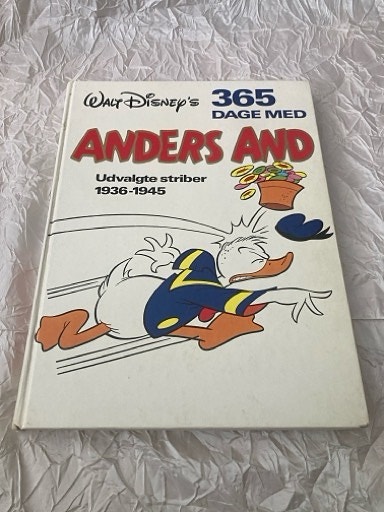 WALT DISNEY'S 365
DAGE MED
ANDERS AND
Udvalgte striber
1936-1945